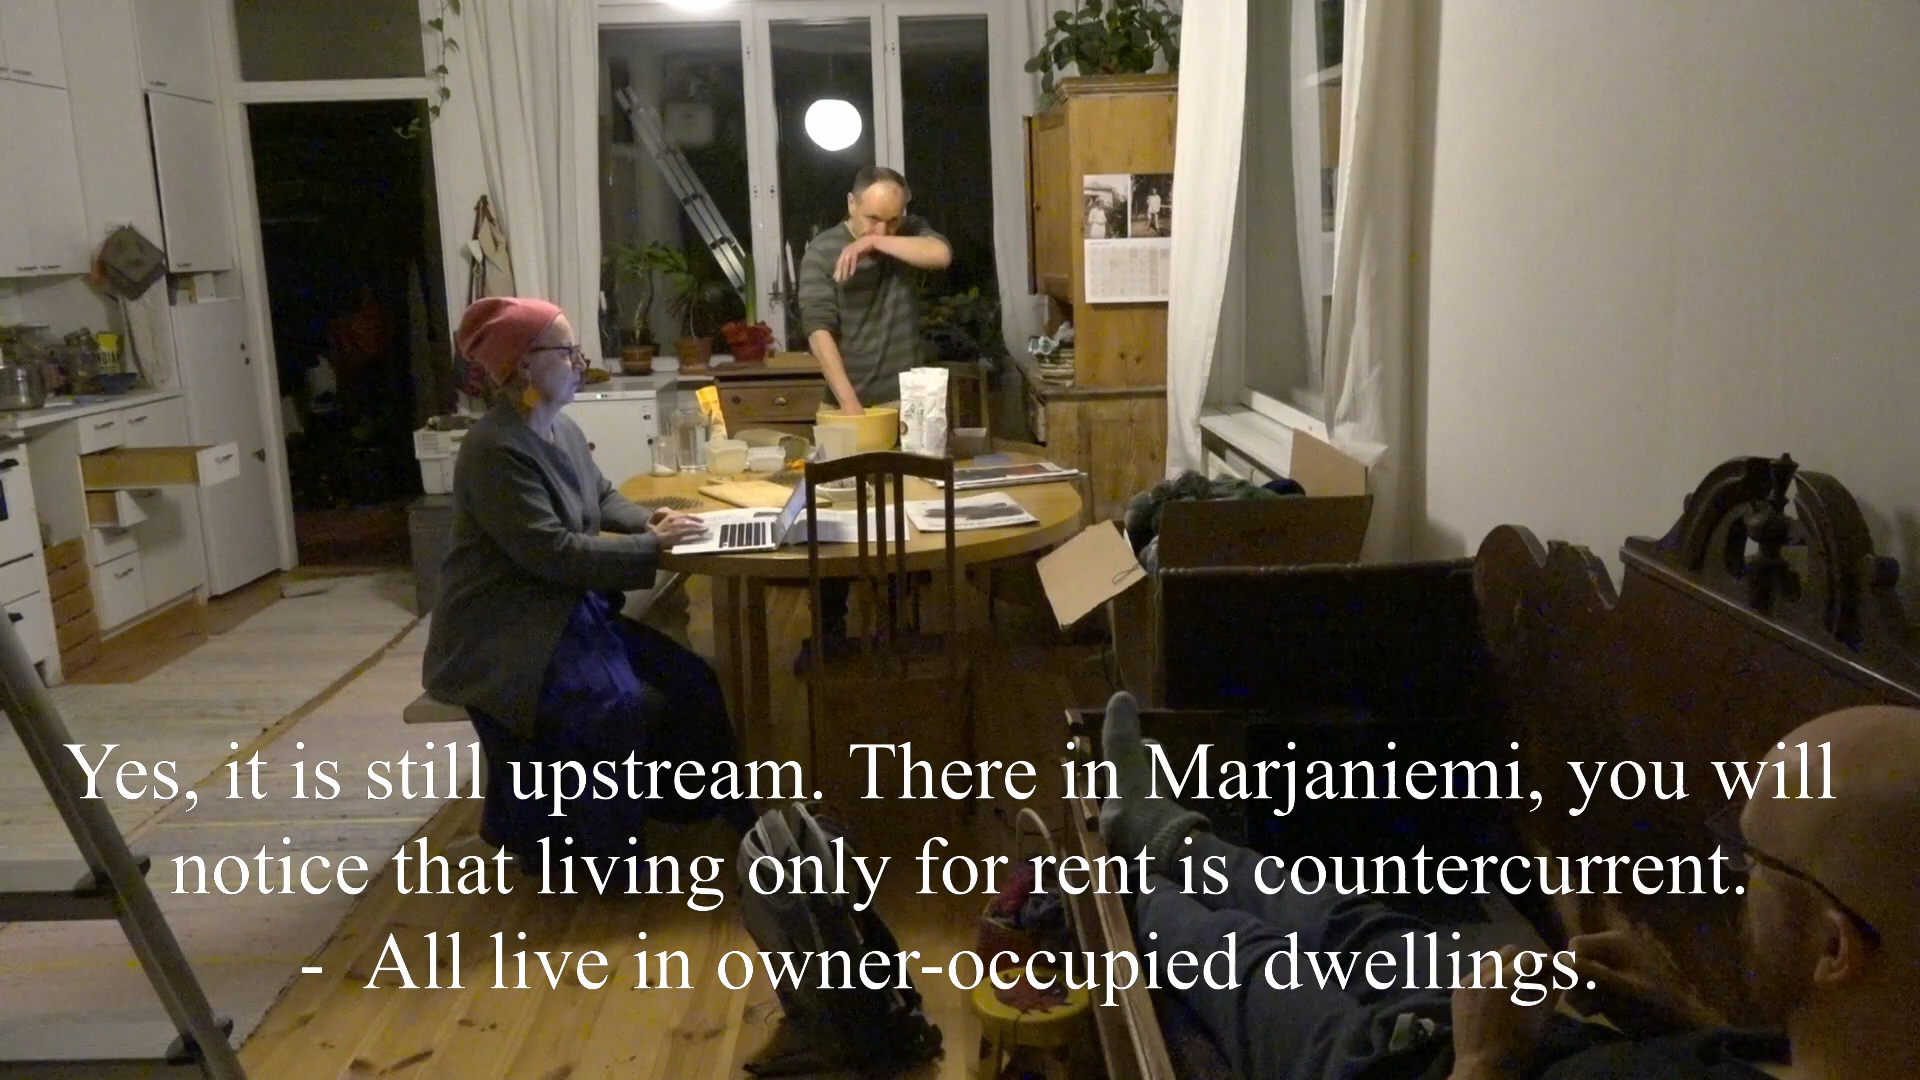 Yes, it is still upstream. There in Marjaniemi, you will
notice that living only for rent is countercurrent.
- All live in owner-occupied dwellings.